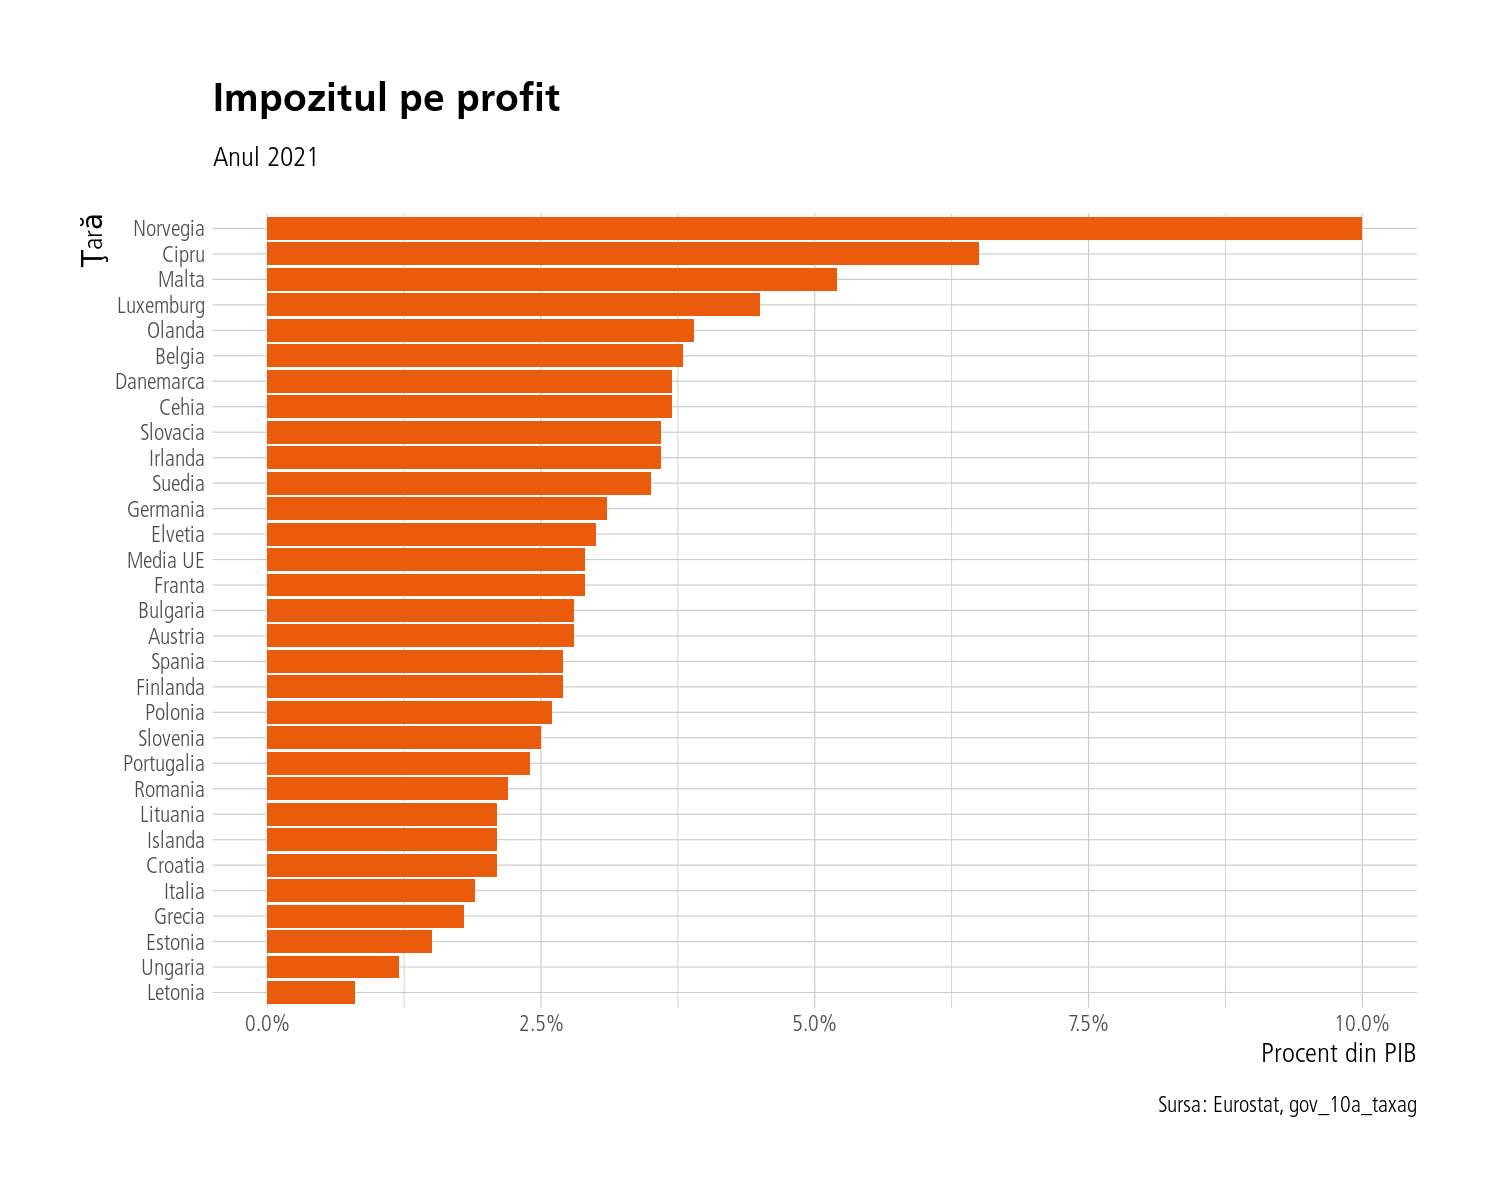 Impozitul pe profit
Anul 2021
Ţară
Norvegia
Cipru
Malta
Luxemburg
Olanda
Belgia
Danemarca
Cehia
Slovacia
Irlanda
Suedia
Germania
Elvetia
Media UE
Franta
Bulgaria
Austria
Spania
Finlanda
Polonia
Slovenia
Portugalia
Romania
Lituania
Islanda
Croatia
Italia
Grecia
Estonia
Ungaria
Letonia
0.0% 2.5% 5.0% 7.5% 10.0%
Procent din PIB
Sursa: Eurostat, gov_10a_taxag